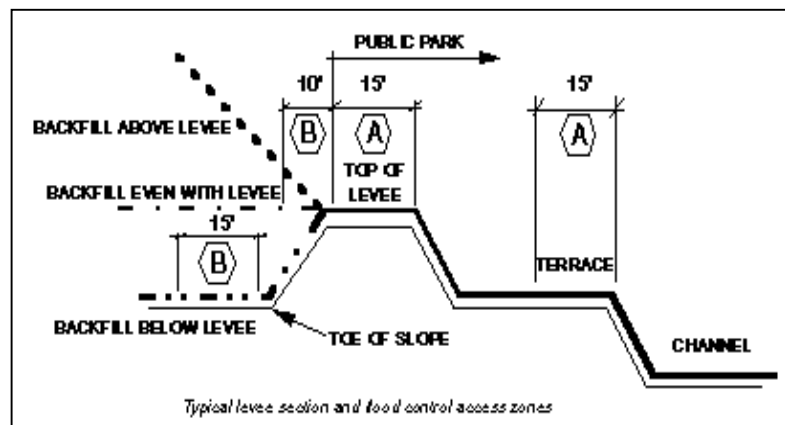 PUBLIC PARK
10' 15' 15'
BACKFILL ABOVE LEVEE
B A A
TOP OF
LEVEE
BACKFILL EVEN WITH LEVEE
15'
B
TERRACE
BACKFILL BELOW LEVEE
TOE OF SLOPE
CHANNEL
Typical levee section and flood control access zones